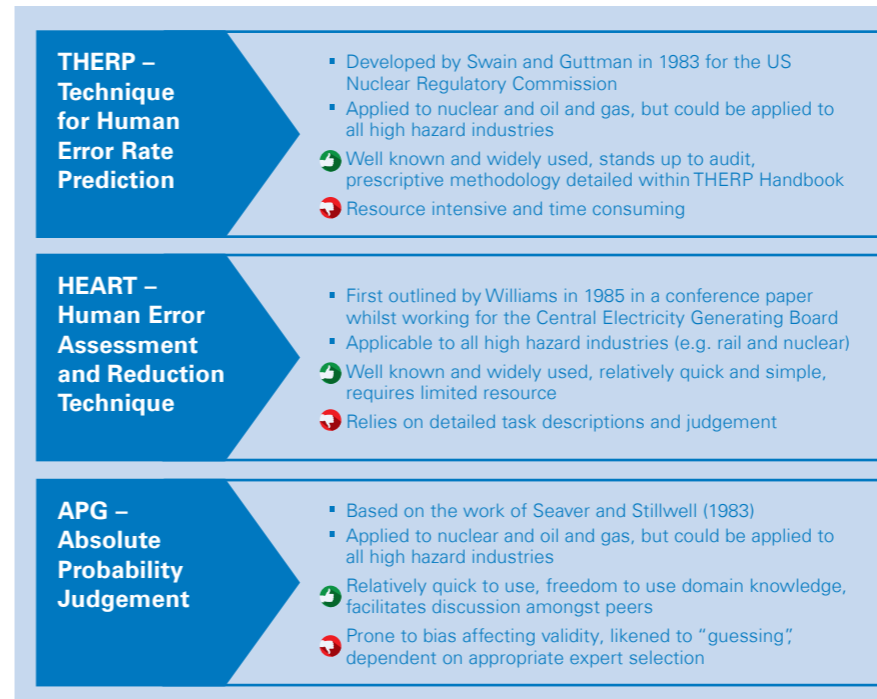 THERP –
Technique
for Human
Error Rate
Prediction
▪ Developed by Swain and Guttman in 1983 for the US
Nuclear Regulatory Commission
▪ Applied to nuclear and oil and gas, but could be applied to
all high hazard industries
Well known and widely used, stands up to audit,
prescriptive methodology detailed within THERP Handbook
Resource intensive and time consuming
HEART –
Human Error
Assessment
and Reduction
Technique
▪ First outlined by Williams in 1985 in a conference paper
whilst working for the Central Electricity Generating Board
▪ Applicable to all high hazard industries (e.g. rail and nuclear)
Well known and widely used, relatively quick and simple,
requires limited resource
Relies on detailed task descriptions and judgement
APG –
Absolute
Probability
Judgement
▪ Based on the work of Seaver and Stillwell (1983)
▪ Applied to nuclear and oil and gas, but could be applied to
all high hazard industries
Relatively quick to use, freedom to use domain knowledge,
facilitates discussion amongst peers
Prone to bias affecting validity, likened to “guessing”,
dependent on appropriate expert selection